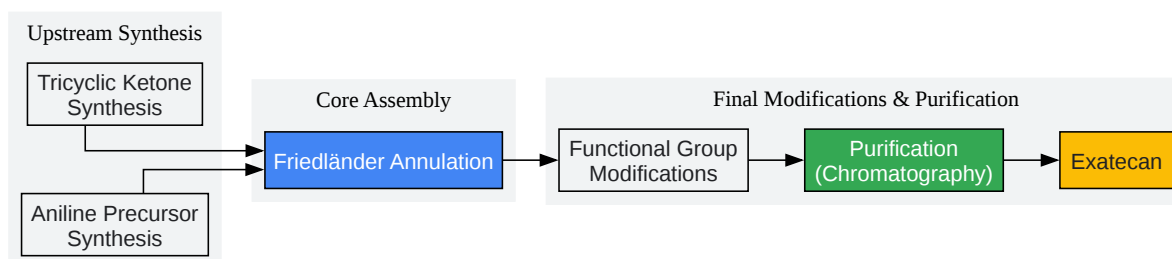 Upstream Synthesis
Tricyclic Ketone
Synthesis
Aniline Precursor
Synthesis
Core Assembly
Friedländer Annulation
Final Modifications & Purification
Functional Group
Modifications
Purification
(Chromatography)
Exatecan